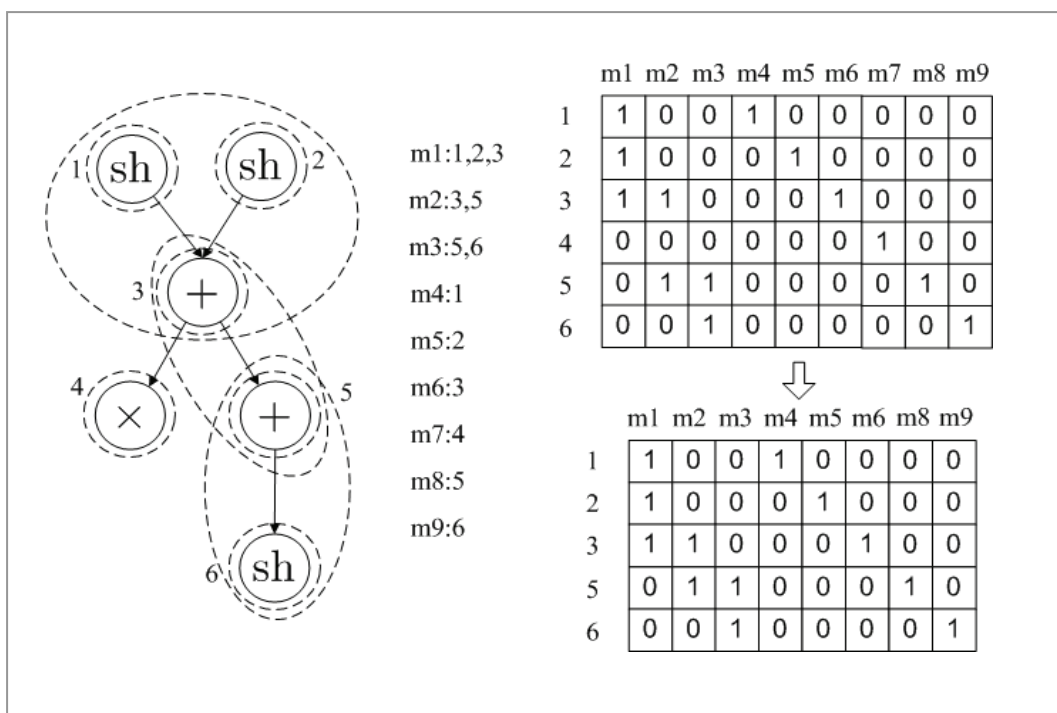 1 sh sh 2
3 +
4 × + 5
6 sh
m1:1,2,3
m2:3,5
m3:5,6
m4:1
m5:2
m6:3
m7:4
m8:5
m9:6
m1 m2 m3 m4 m5 m6 m7 m8 m9
1 1 0 0 1 0 0 0 0 0
2 1 0 0 0 1 0 0 0 0
3 1 1 0 0 0 1 0 0 0
4 0 0 0 0 0 0 1 0 0
5 0 1 1 0 0 0 0 1 0
6 0 0 1 0 0 0 0 0 1
m1 m2 m3 m4 m5 m6 m8 m9
1 1 0 0 1 0 0 0 0
2 1 0 0 0 1 0 0 0
3 1 1 0 0 0 1 0 0
5 0 1 1 0 0 0 1 0
6 0 0 1 0 0 0 0 1